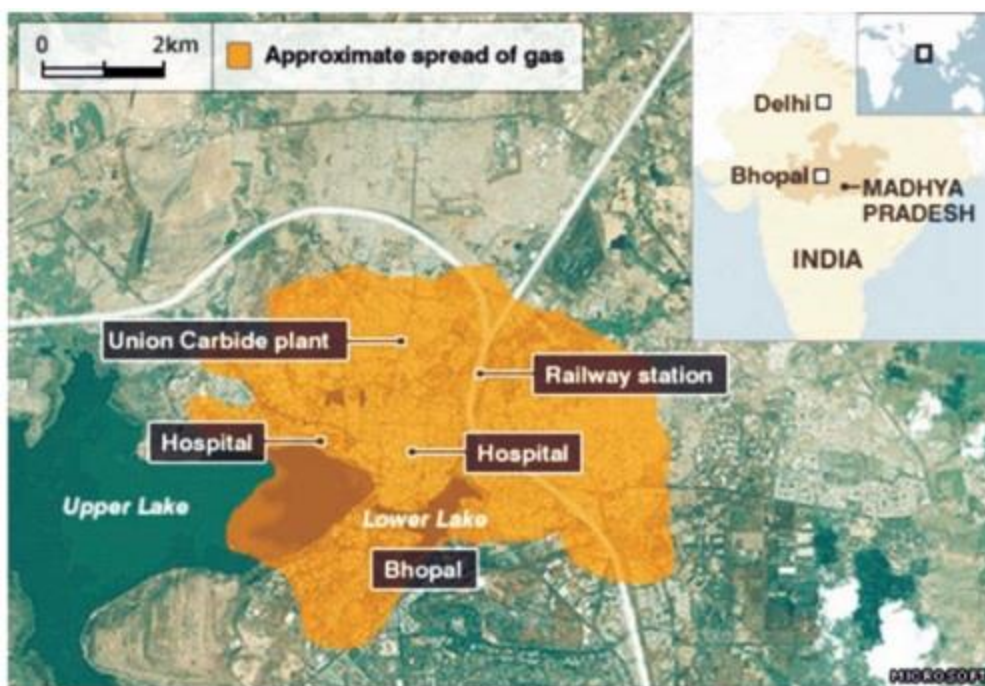 0 2km
Approximate spread of gas
Delhi
Bhopal
MADHYA
PRADESH
INDIA
Union Carbide plant
Railway station
Hospital
Hospital
Upper Lake
Lower Lake
Bhopal
MICROSOFT